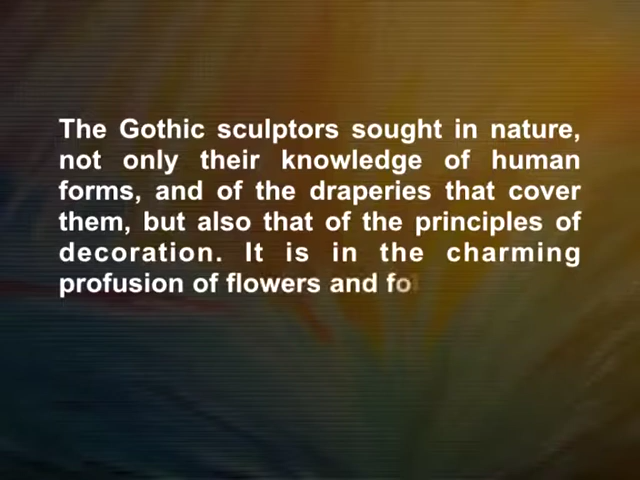 The Gothic sculptors sought in nature,
not only their knowledge of human
forms, and of the draperies that cover
them, but also that of the principles of
decoration. It is in the charming
profusion of flowers and fo